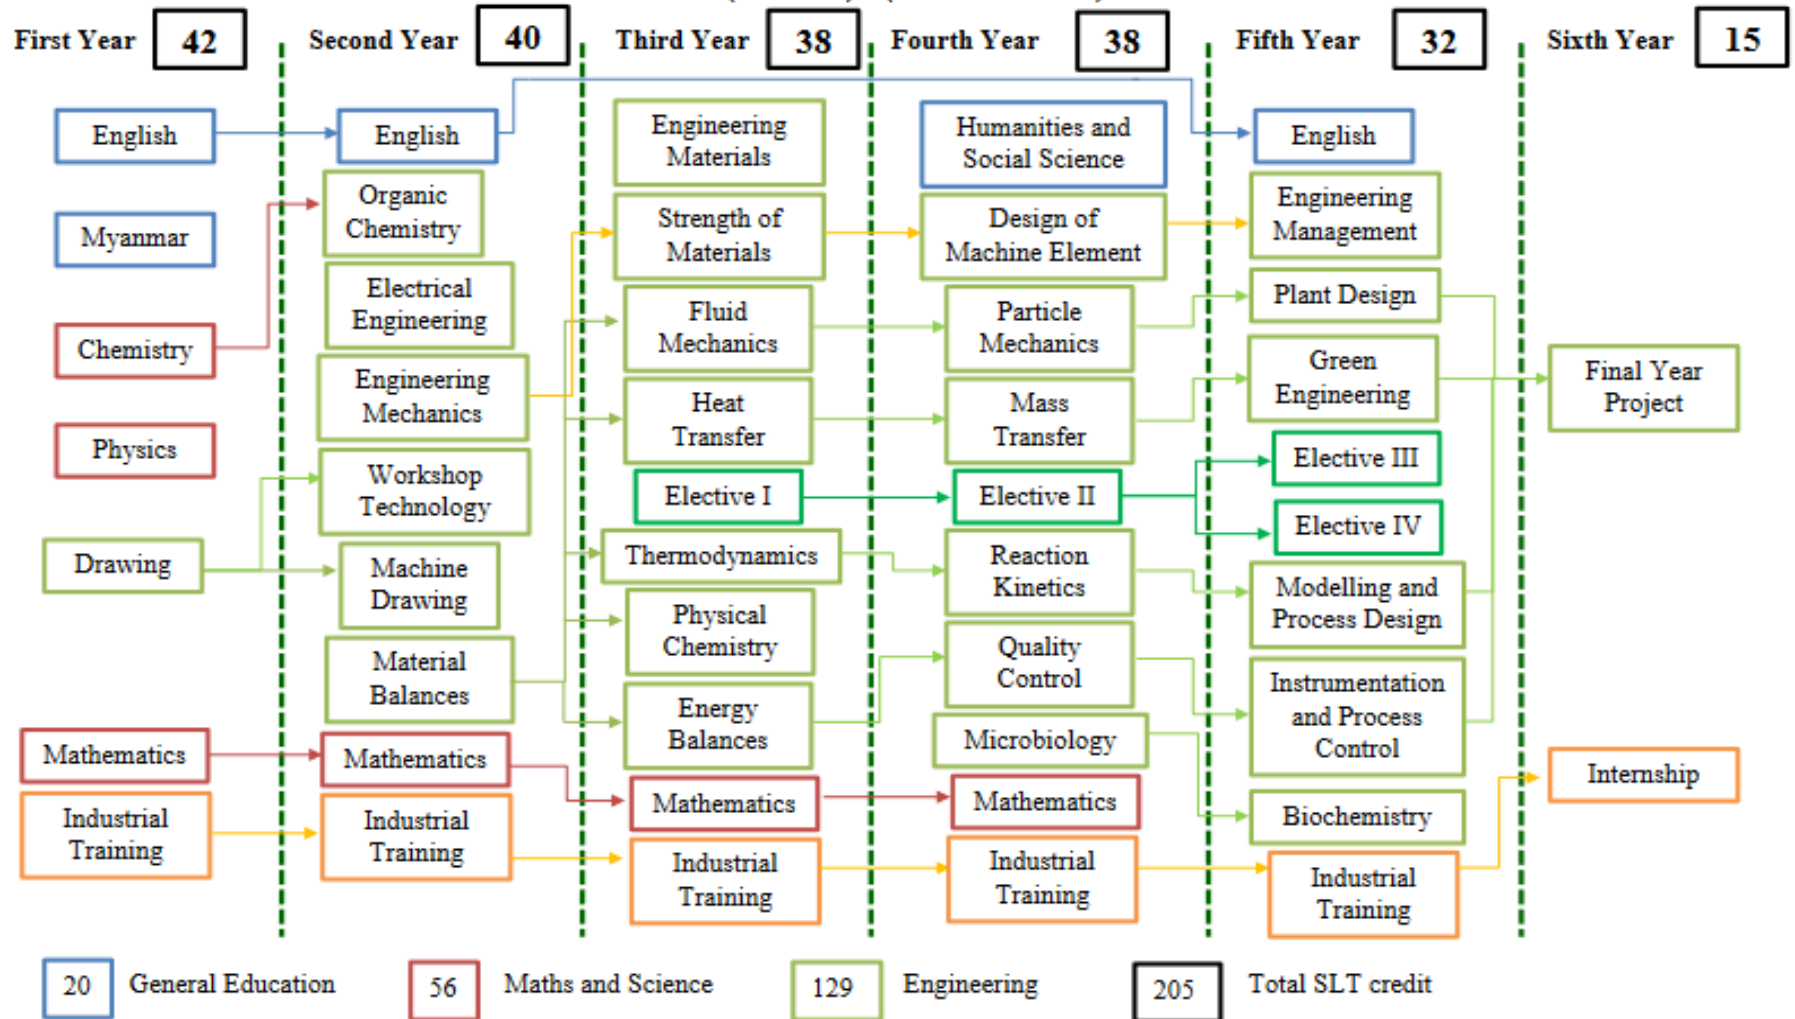 First Year
42
Second Year
40
Third Year
38
Fourth Year
38
Fifth Year
32
Sixth Year
15
English
Myanmar
Chemistry
Physics
Drawing
Mathematics
Industrial
Training
English
Organic
Chemistry
Electrical
Engineering
Engineering
Mechanics
Workshop
Technology
Machine
Drawing
Material
Balances
Mathematics
Industrial
Training
Engineering
Materials
Strength of
Materials
Fluid
Mechanics
Heat
Transfer
Elective I
Thermodynamics
Physical
Chemistry
Energy
Balances
Mathematics
Industrial
Training
Humanities and
Social Science
Design of
Machine Element
Particle
Mechanics
Mass
Transfer
Elective II
Reaction
Kinetics
Quality
Control
Microbiology
Mathematics
Industrial
Training
English
Engineering
Management
Plant Design
Green
Engineering
Elective III
Elective IV
Modelling and
Process Design
Instrumentation
and Process
Control
Biochemistry
Industrial
Training
Final Year
Project
Internship
20
General Education
56
Maths and Science
129
Engineering
205
Total SLT credit